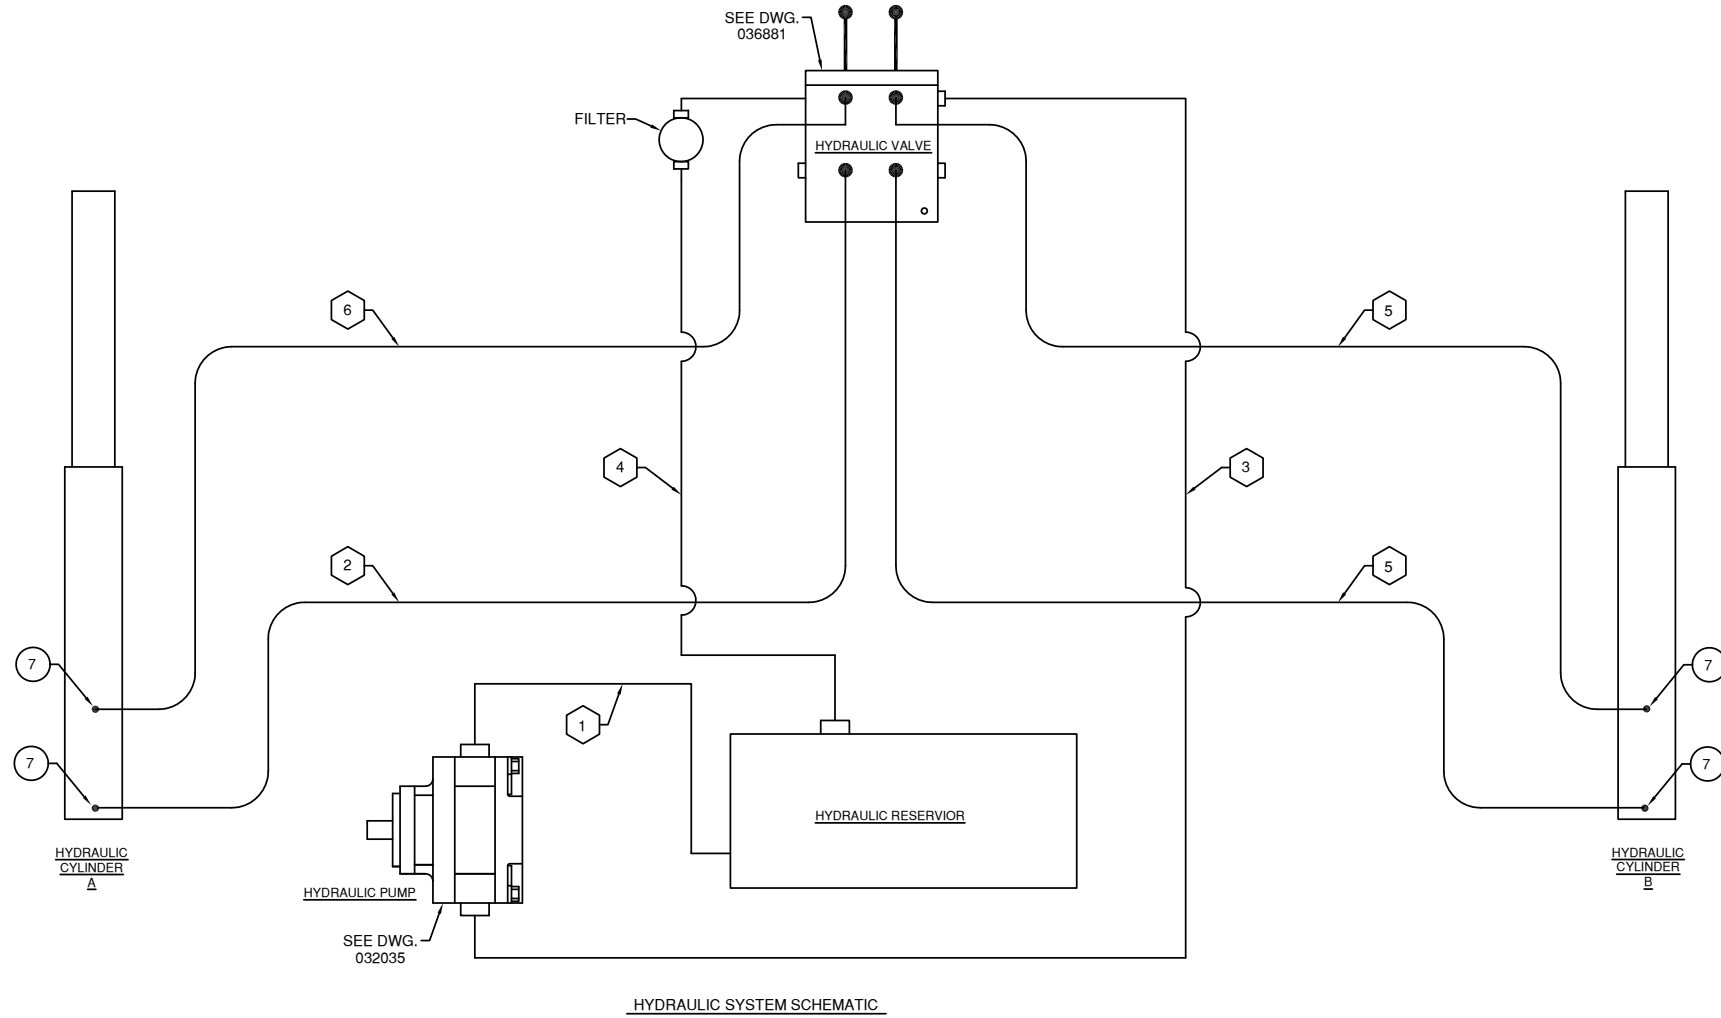 SEE DWG.
036881
FILTER
HYDRAULIC VALVE
6
5
4
3
2
5
7
7
1
7
7
HYDRAULIC RESERVIOR
HYDRAULIC
CYLINDER
A
HYDRAULIC
CYLINDER
B
HYDRAULIC PUMP
SEE DWG.
032035
HYDRAULIC SYSTEM SCHEMATIC